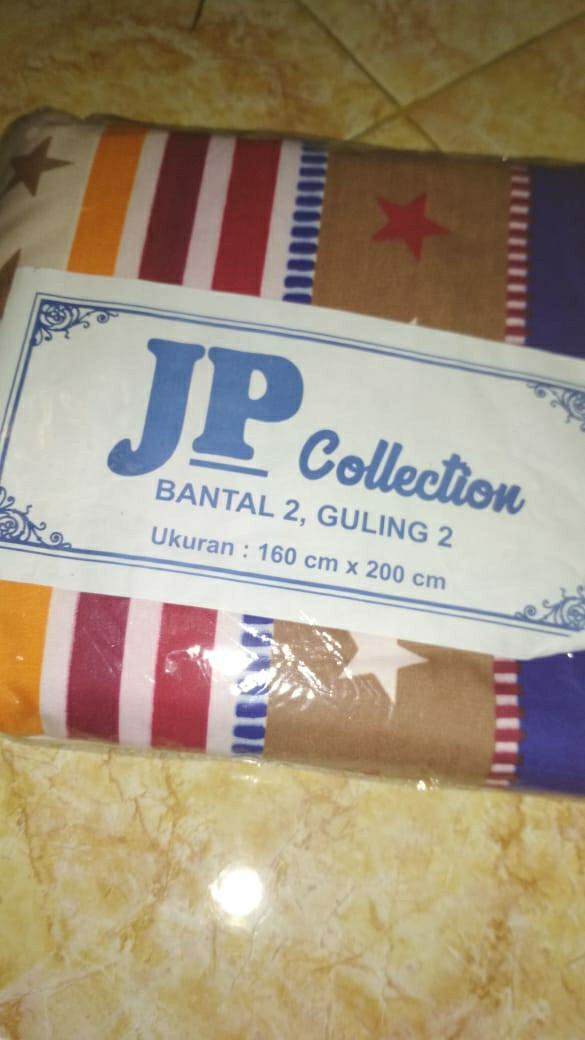 JP Collection
BANTAL 2, GULING 2
Ukuran : 160 cm x 200 cm